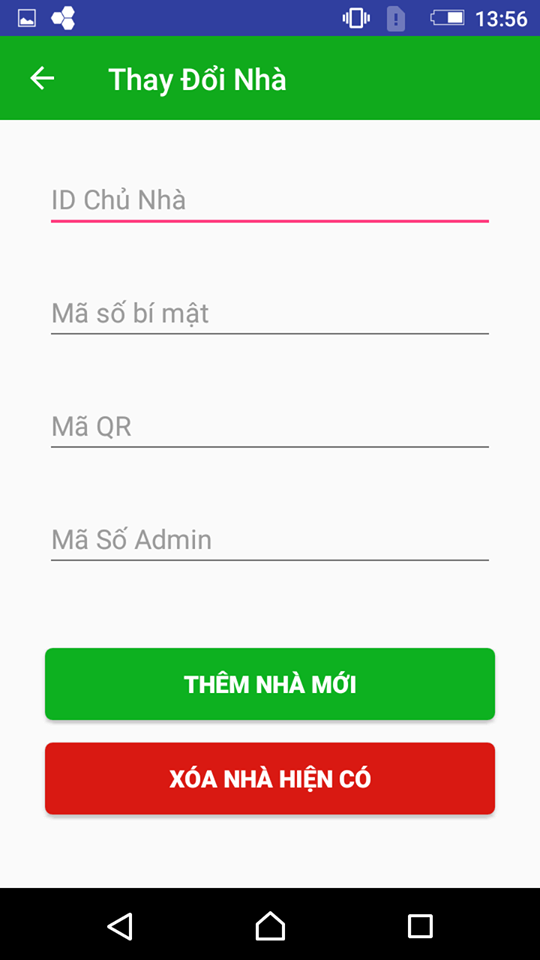 13:56
Thay Đổi Nhà
ID Chủ Nhà
Mã số bí mật
Mã QR
Mã Số Admin
THÊM NHÀ MỚI
XÓA NHÀ HIỆN CÓ